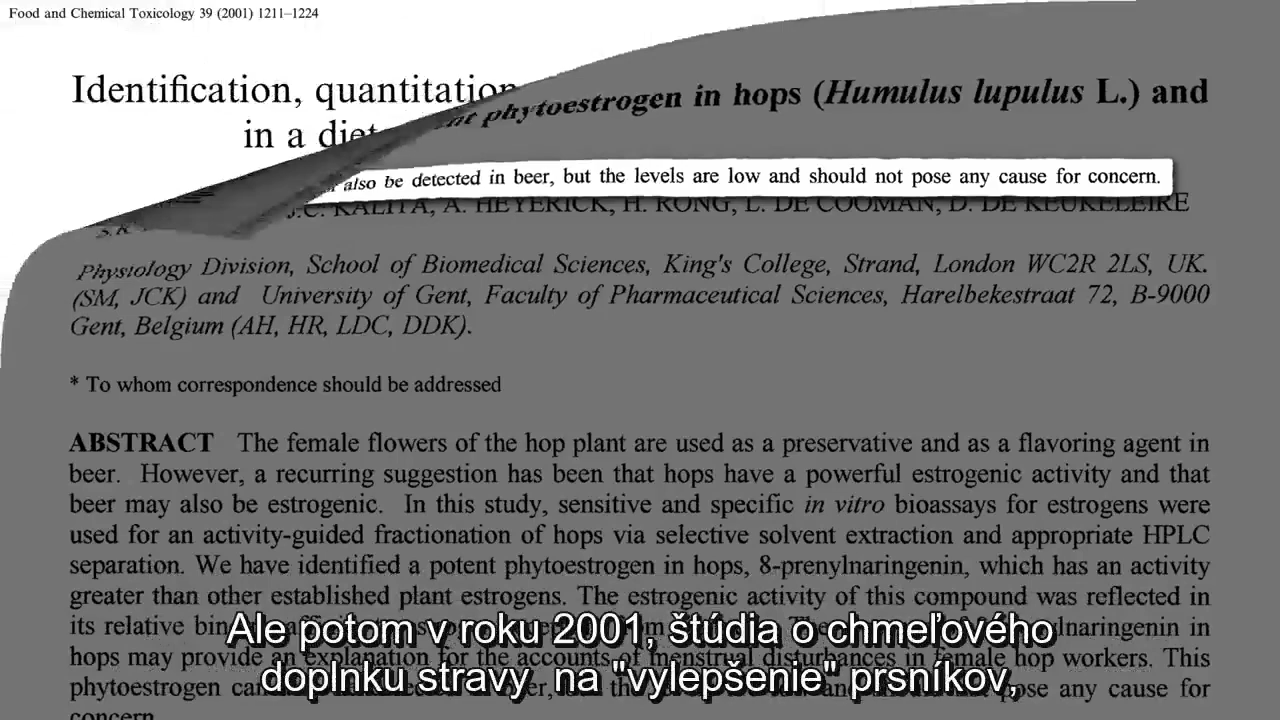 Food and Chemical Toxicology 39 (2001) 1211–1224
Identification, quantitation
phytoestrogen in hops (Humulus lupulus L.) and
in a
also be detected in beer, but the levels are low and should not pose any cause for concern.
J.C. KALITA, A. HEYERICK, H. RONG, L. DE COOMAN, D. DE KEUKELEIRE
Physiology Division, School of Biomedical Sciences, King's College, Strand, London WC2R 2LS, UK.
(SM, JCK) and University of Gent, Faculty of Pharmaceutical Sciences, Harelbekestraat 72, B-9000
Gent, Belgium (AH, HR, LDC, DDK).
* To whom correspondence should be addressed
ABSTRACT The female flowers of the hop plant are used as a preservative and as a flavoring agent in
beer. However, a recurring suggestion has been that hops have a powerful estrogenic activity and that
beer may also be estrogenic. In this study, sensitive and specific in vitro bioassays for estrogens were
used for an activity-guided fractionation of hops via selective solvent extraction and appropriate HPLC
separation. We have identified a potent phytoestrogen in hops, 8-prenylnaringenin, which has an activity
greater than other established plant estrogens. The estrogenic activity of this compound was reflected in
its relative
hops may provide an explanation for the accounts of menstrual disturbances in female hop workers. This
phytoestrogen can pose any cause for
concern.
Ale potom v roku 2001, štúdia o chmeľového
doplnku stravy na "vylepšenie" prsníkov,